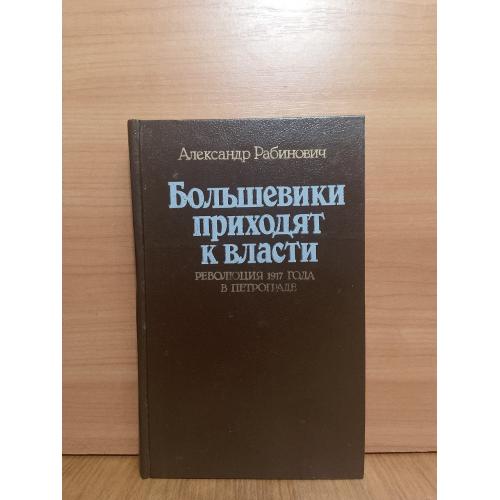 Александр Рабинович
Большевики
приходят
к власти
РЕВОЛЮЦИЯ 1917 ГОДА
В ПЕТРОГРАДЕ